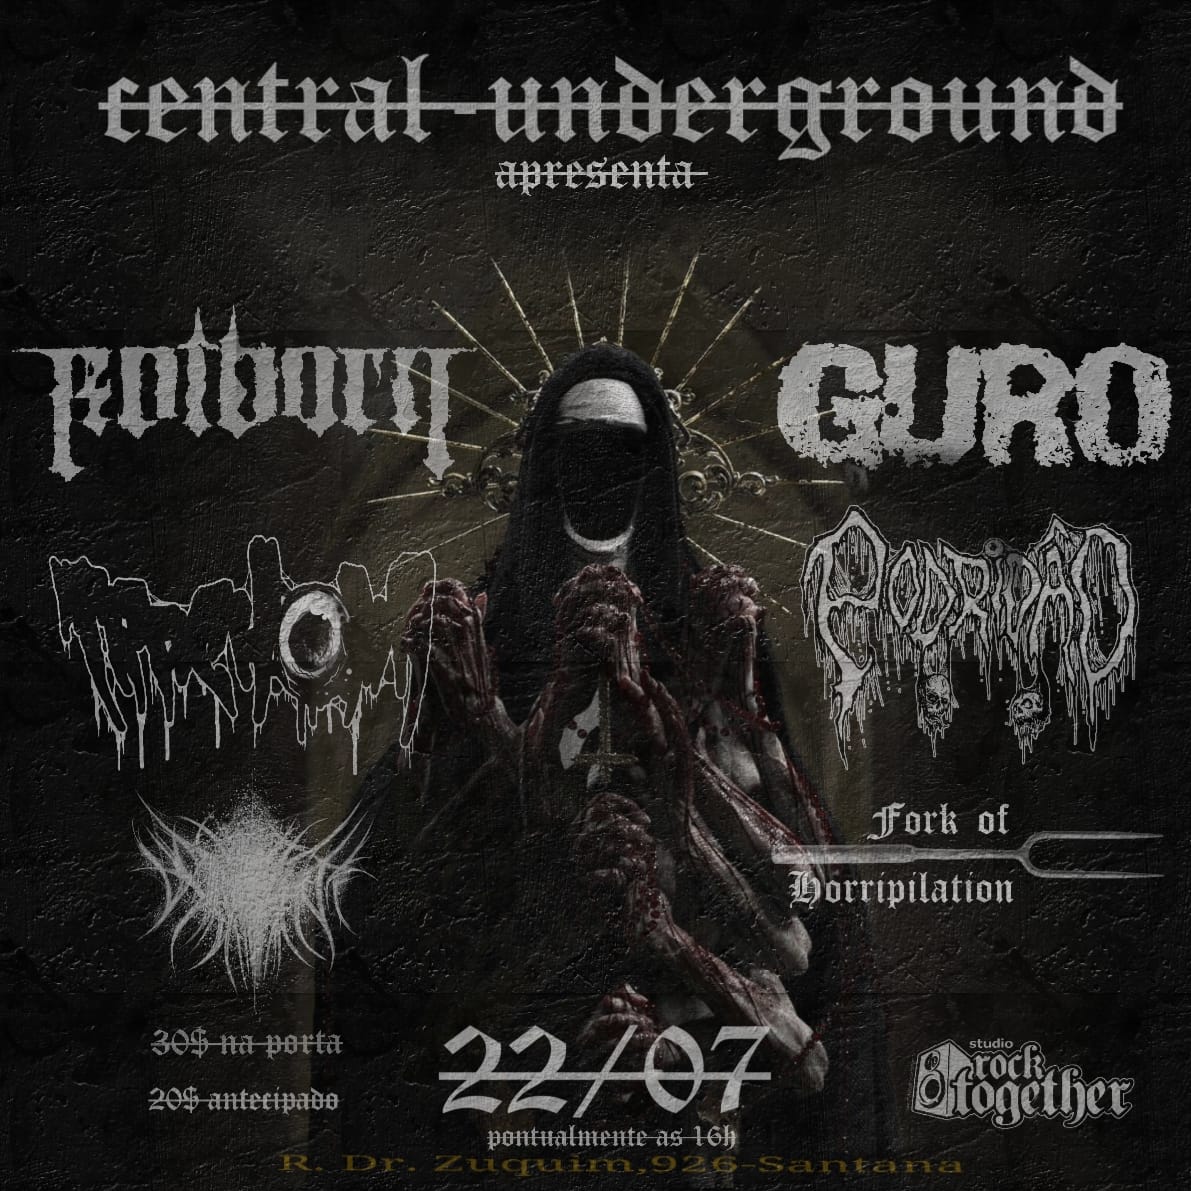 central-underground
apresenta
Rotborn
GURO
PODRIDÃO
Fork of
Horripilation
30$ na porta
20$ antecipado
22/07
pontualmente as 16h
studio
rock
together
R. Dr. Zuquim,926-Santana